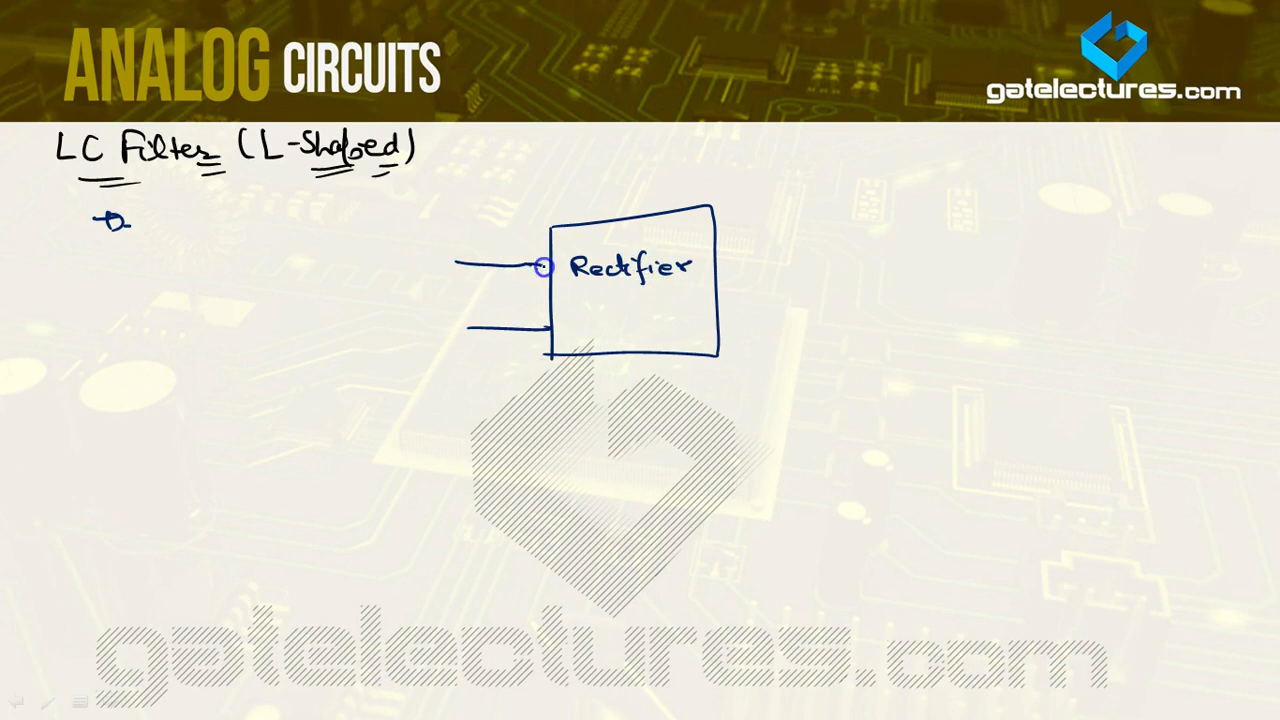 ANALOG CIRCUITS
gatelectures.com
LC Filter (L-Shaped)
Rectifier
gatelectures.com